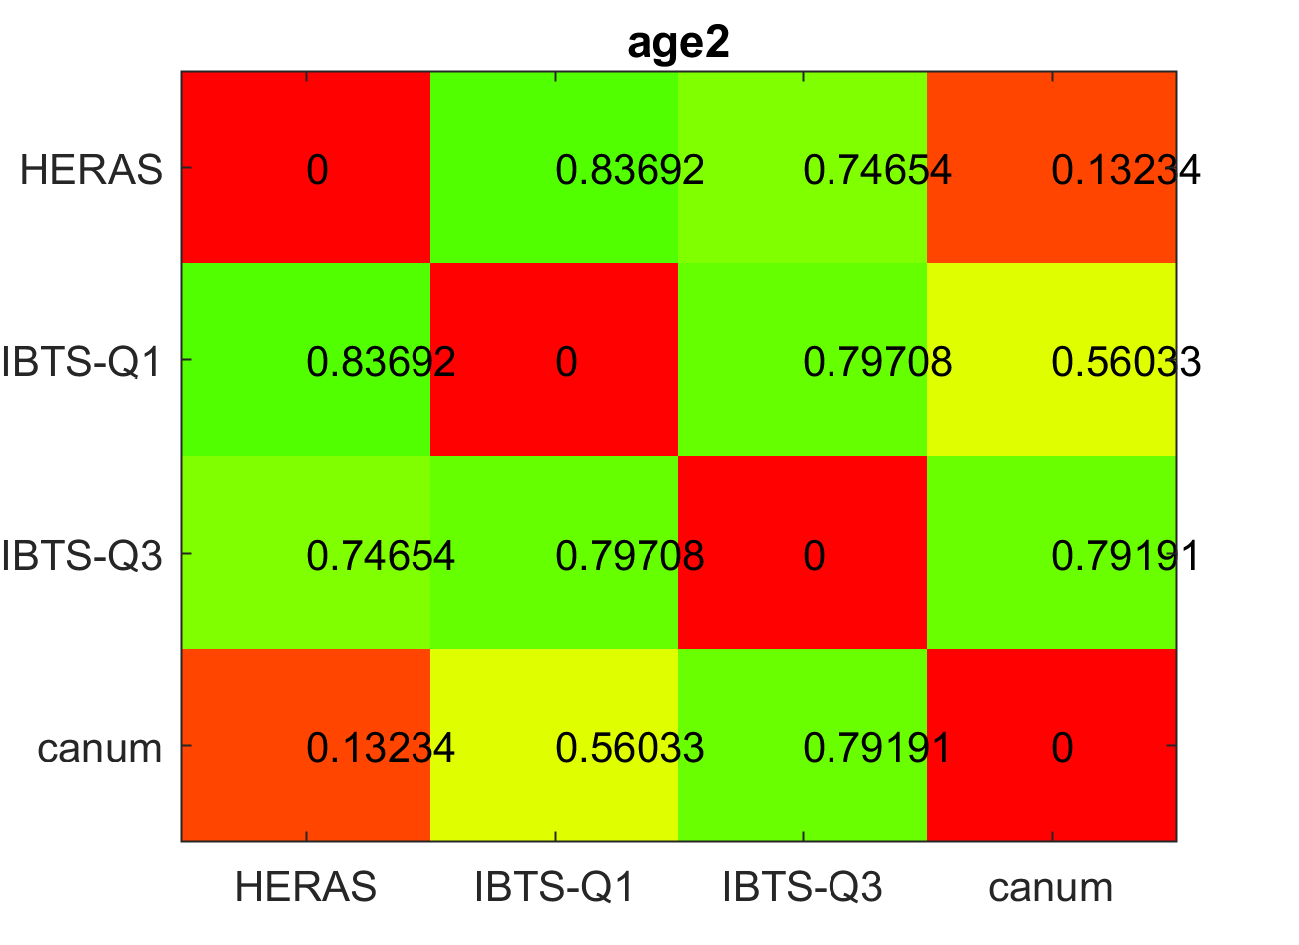 age2
HERAS 0 0.83692 0.74654 0.13234
IBTS-Q1 0.83692 0 0.79708 0.56033
IBTS-Q3 0.74654 0.79708 0 0.79191
canum 0.13234 0.56033 0.79191 0
HERAS IBTS-Q1 IBTS-Q3 canum